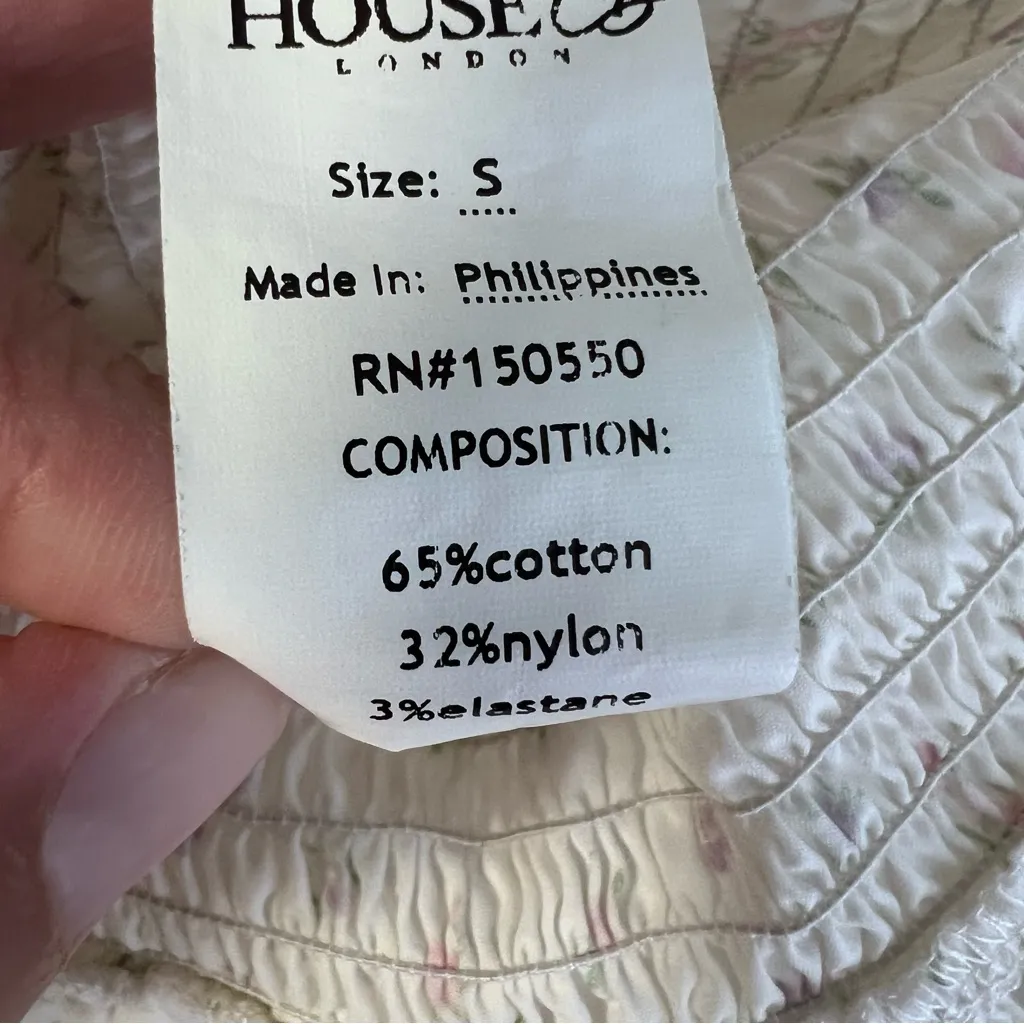 HOUSE
LONDON
Size: S
Made In: Philippines
RN#150550
COMPOSITION:
65%cotton
32%nylon
3%elastane